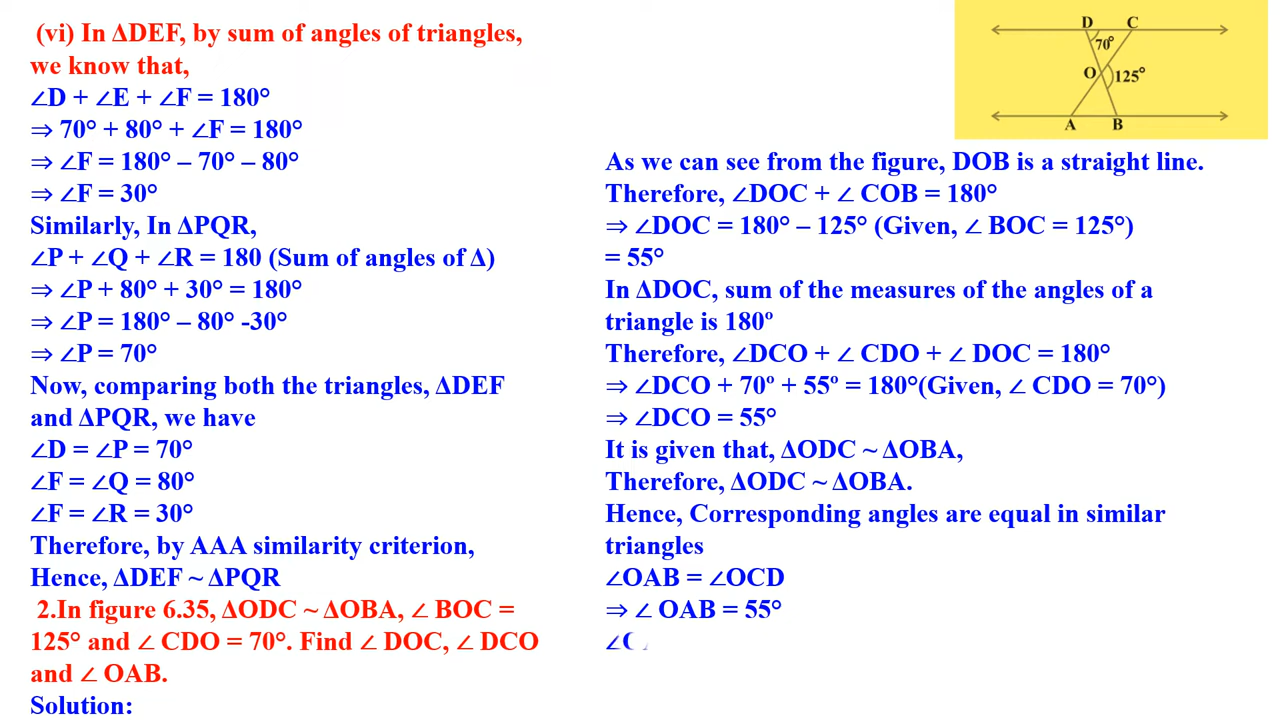 (vi) In ΔDEF, by sum of angles of triangles,
we know that,
∠D + ∠E + ∠F = 180°
⇒ 70° + 80° + ∠F = 180°
⇒ ∠F = 180° – 70° – 80°
⇒ ∠F = 30°
Similarly, In ΔPQR,
∠P + ∠Q + ∠R = 180 (Sum of angles of Δ)
⇒ ∠P + 80° + 30° = 180°
⇒ ∠P = 180° – 80° -30°
⇒ ∠P = 70°
Now, comparing both the triangles, ΔDEF
and ΔPQR, we have
∠D = ∠P = 70°
∠F = ∠Q = 80°
∠F = ∠R = 30°
Therefore, by AAA similarity criterion,
Hence, ΔDEF ~ ΔPQR
2.In figure 6.35, ΔODC ~ ΔOBA, ∠ BOC =
125° and ∠ CDO = 70°. Find ∠ DOC, ∠ DCO
and ∠ OAB.
Solution:
D C
70°
O 125°
A B
As we can see from the figure, DOB is a straight line.
Therefore, ∠DOC + ∠ COB = 180°
⇒ ∠DOC = 180° – 125° (Given, ∠ BOC = 125°)
= 55°
In ΔDOC, sum of the measures of the angles of a
triangle is 180º
Therefore, ∠DCO + ∠ CDO + ∠ DOC = 180°
⇒ ∠DCO + 70º + 55º = 180°(Given, ∠ CDO = 70°)
⇒ ∠DCO = 55°
It is given that, ΔODC ~ ΔOBA,
Therefore, ΔODC ~ ΔOBA.
Hence, Corresponding angles are equal in similar
triangles
∠OAB = ∠OCD
⇒ ∠ OAB = 55°